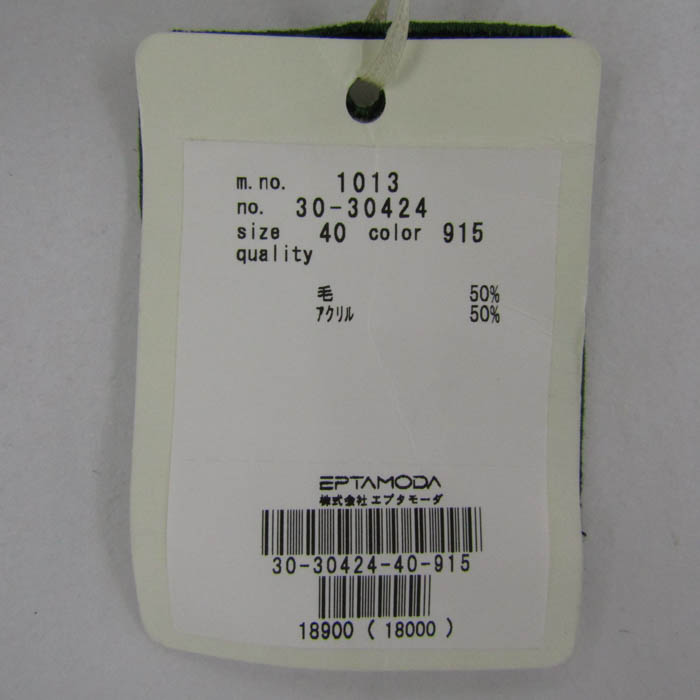 m.no. 1013
no. 30-30424
size 40 color 915
quality
毛 50%
アクリル 50%
EPTAMODA
株式会社エプタモーダ
30-30424-40-915
18900 ( 18000 )